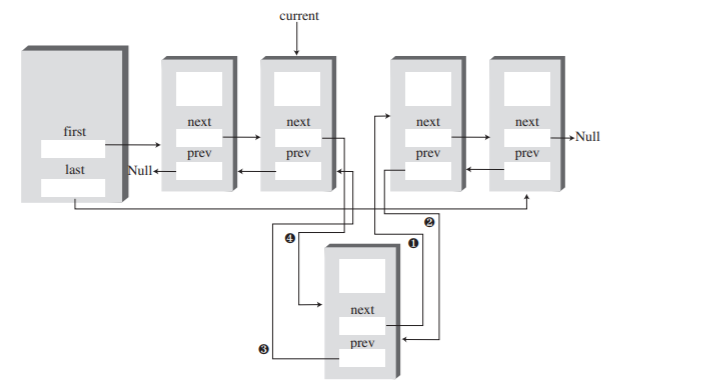 current
first
last
Null
next
prev
next
prev
next
prev
next
prev
Null
❹
❷
❶
❸
next
prev